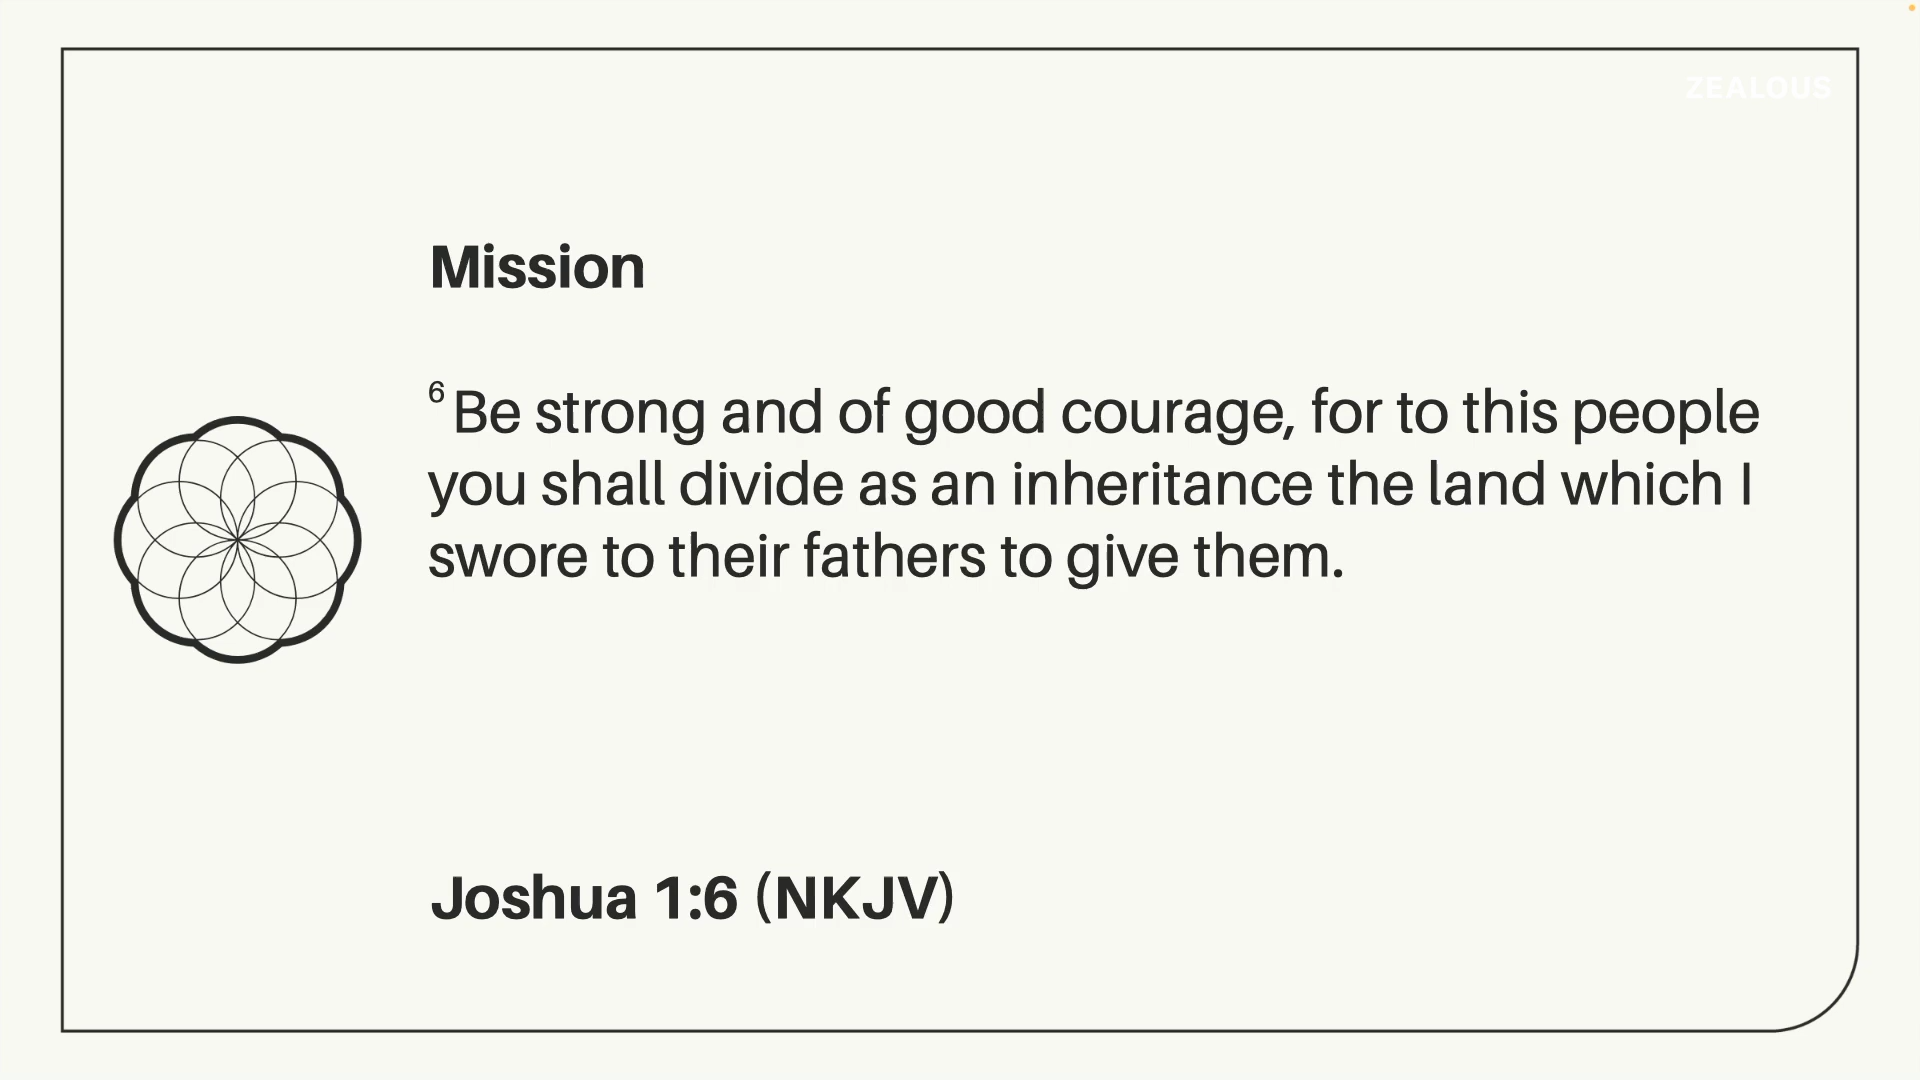 ZEALOUS
Mission
6 Be strong and of good courage, for to this people
you shall divide as an inheritance the land which I
swore to their fathers to give them.
Joshua 1:6 (NKJV)